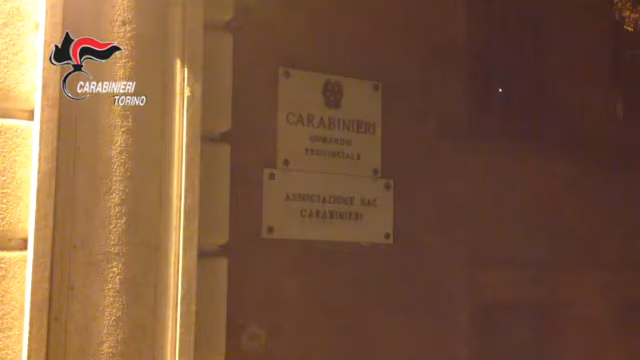 CARABINIERI
TORINO
CARABINIERI
COMANDO
PROVINCIALE
ASSOCIAZIONE NAZ.
CARABINIERI